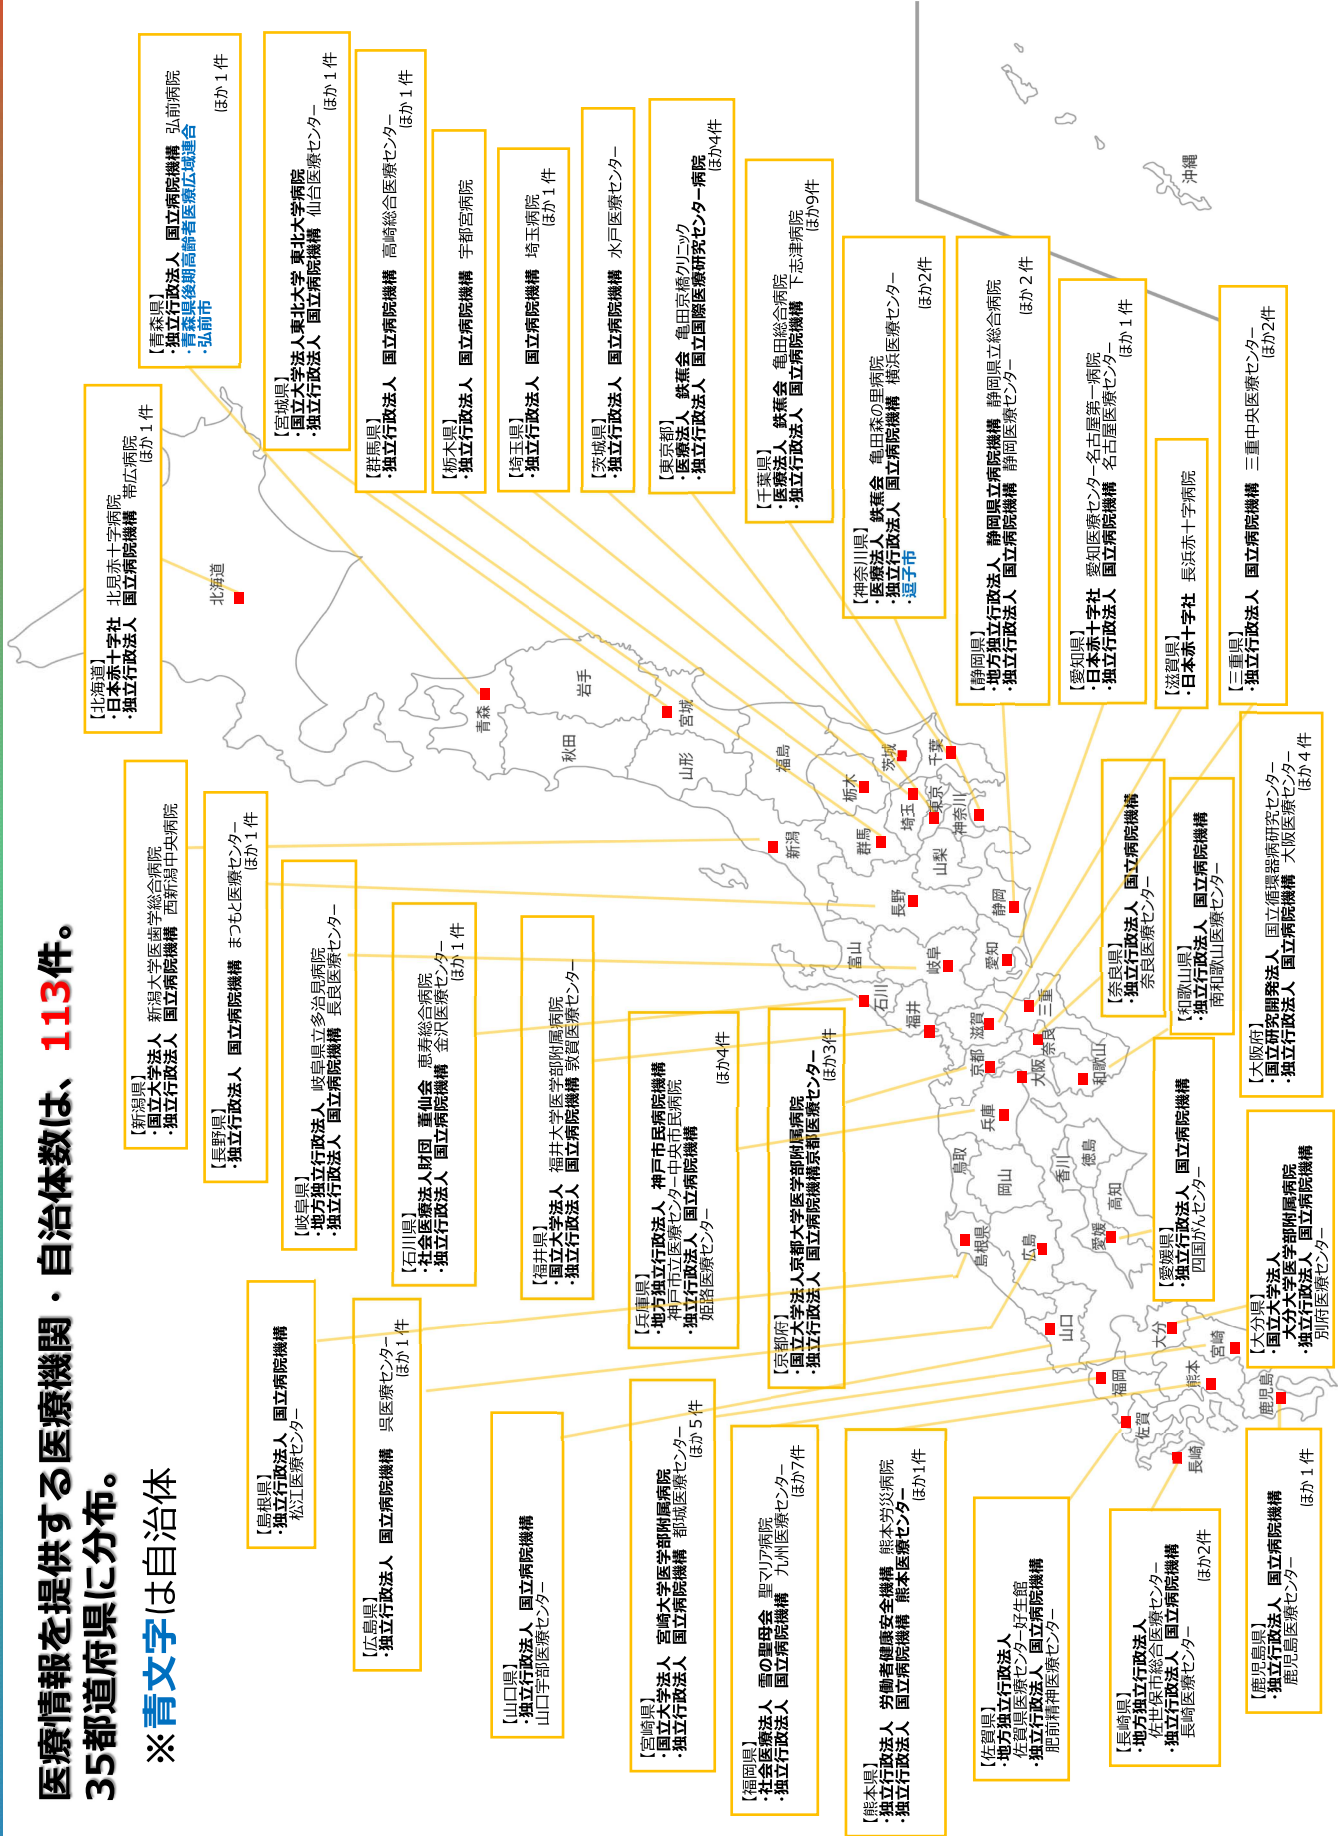 医療情報を提供する医療機関・自治体数は、113件。
35都道府県に分布。
※青文字は自治体
【北海道】
・日本赤十字社　北見赤十字病院
・独立行政法人　国立病院機構　帯広病院
ほか１件
【青森県】
・独立行政法人　国立病院機構　弘前病院
・青森県後期高齢者医療広域連合
・弘前市
ほか１件
【宮城県】
・国立大学法人東北大学 東北大学病院
・独立行政法人　国立病院機構　仙台医療センター
ほか１件
【群馬県】
・独立行政法人　国立病院機構　高崎総合医療センター
ほか１件
【栃木県】
・独立行政法人　国立病院機構　宇都宮病院
【埼玉県】
・独立行政法人　国立病院機構　埼玉病院
ほか１件
【茨城県】
・独立行政法人　国立病院機構　水戸医療センター
【東京都】
・医療法人　鉄蕉会　亀田京橋クリニック
・独立行政法人　国立国際医療研究センター病院
ほか4件
【千葉県】
・医療法人　鉄蕉会　亀田総合病院
・独立行政法人　国立病院機構　下志津病院
ほか9件
【神奈川県】
・医療法人　鉄蕉会　亀田森の里病院
・独立行政法人　国立病院機構　横浜医療センター
・逗子市
ほか2件
【静岡県】
・地方独立行政法人　静岡県立病院機構　静岡県立総合病院
・独立行政法人　国立病院機構　静岡医療センター
ほか２件
【愛知県】
・日本赤十字社　愛知医療センター名古屋第一病院
・独立行政法人　国立病院機構　名古屋医療センター
ほか１件
【滋賀県】
・日本赤十字社　長浜赤十字病院
【三重県】
・独立行政法人　国立病院機構　三重中央医療センター
ほか2件
【新潟県】
・国立大学法人　新潟大学医歯学総合病院
・独立行政法人　国立病院機構　西新潟中央病院
【長野県】
・独立行政法人　国立病院機構　まつもと医療センター
ほか１件
【岐阜県】
・地方独立行政法人　岐阜県立多治見病院
・独立行政法人　国立病院機構　長良医療センター
【石川県】
・社会医療法人財団　董仙会　恵寿総合病院
・独立行政法人　国立病院機構　金沢医療センター
ほか１件
【福井県】
・国立大学法人　福井大学医学部附属病院
・独立行政法人　国立病院機構 敦賀医療センター
【兵庫県】
・地方独立行政法人　神戸市民病院機構
神戸市立医療センター中央市民病院
・独立行政法人　国立病院機構
姫路医療センター
ほか4件
【京都府】
・国立大学法人京都大学医学部附属病院
・独立行政法人　国立病院機構京都医療センター
ほか3件
【奈良県】
・独立行政法人　国立病院機構
奈良医療センター
【和歌山県】
・独立行政法人　国立病院機構
南和歌山医療センター
【大阪府】
・国立研究開発法人　国立循環器病研究センター
・独立行政法人　国立病院機構　大阪医療センター
ほか４件
【島根県】
・独立行政法人　国立病院機構
松江医療センター
【広島県】
・独立行政法人　国立病院機構　呉医療センター
ほか１件
【山口県】
・独立行政法人　国立病院機構
山口宇部医療センター
【愛媛県】
・独立行政法人　国立病院機構
四国がんセンター
【大分県】
・国立大学法人
大分大学医学部附属病院
・独立行政法人　国立病院機構
別府医療センター
【宮崎県】
・国立大学法人　宮崎大学医学部附属病院
・独立行政法人　国立病院機構　都城医療センター
ほか５件
【福岡県】
・社会医療法人　雪の聖母会　聖マリア病院
・独立行政法人　国立病院機構　九州医療センター
ほか7件
【熊本県】
・独立行政法人　労働者健康安全機構　熊本労災病院
・独立行政法人　国立病院機構　熊本医療センター
ほか1件
【佐賀県】
・地方独立行政法人
佐賀県医療センター好生館
・独立行政法人　国立病院機構
肥前精神医療センター
【長崎県】
・地方独立行政法人
佐世保市総合医療センター
・独立行政法人　国立病院機構
長崎医療センター
ほか2件
【鹿児島県】
・独立行政法人　国立病院機構
鹿児島医療センター
ほか１件
北海道
青森
秋田
岩手
山形
宮城
福島
新潟
栃木
茨城
群馬
埼玉
千葉
東京
神奈川
山梨
長野
静岡
富山
岐阜
愛知
石川
福井
滋賀
三重
京都
奈良
大阪
和歌山
兵庫
鳥取
岡山
香川
徳島
高知
愛媛
島根県
広島
山口
福岡
大分
佐賀
熊本
宮崎
長崎
鹿児島
沖縄